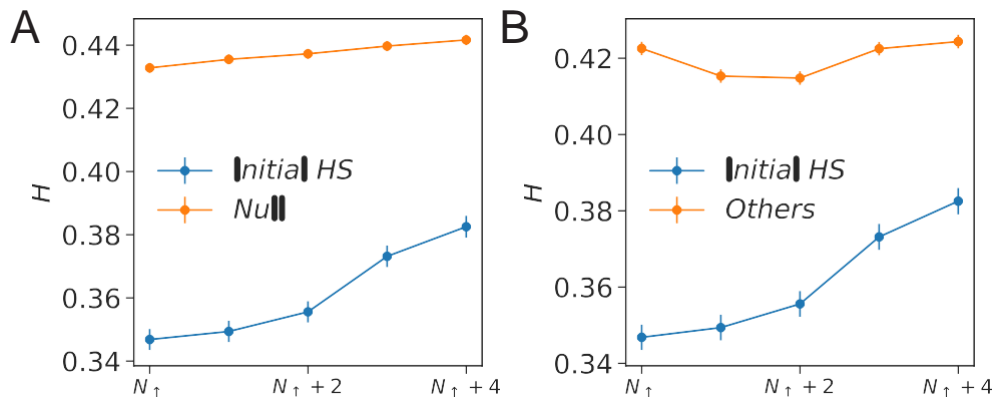 A
0.44
0.42
0.40
0.38
0.36
0.34
H
Initial HS
Null
N↑
N↑ + 2
N↑ + 4
B
0.42
0.40
0.38
0.36
0.34
H
Initial HS
Others
N↑
N↑ + 2
N↑ + 4